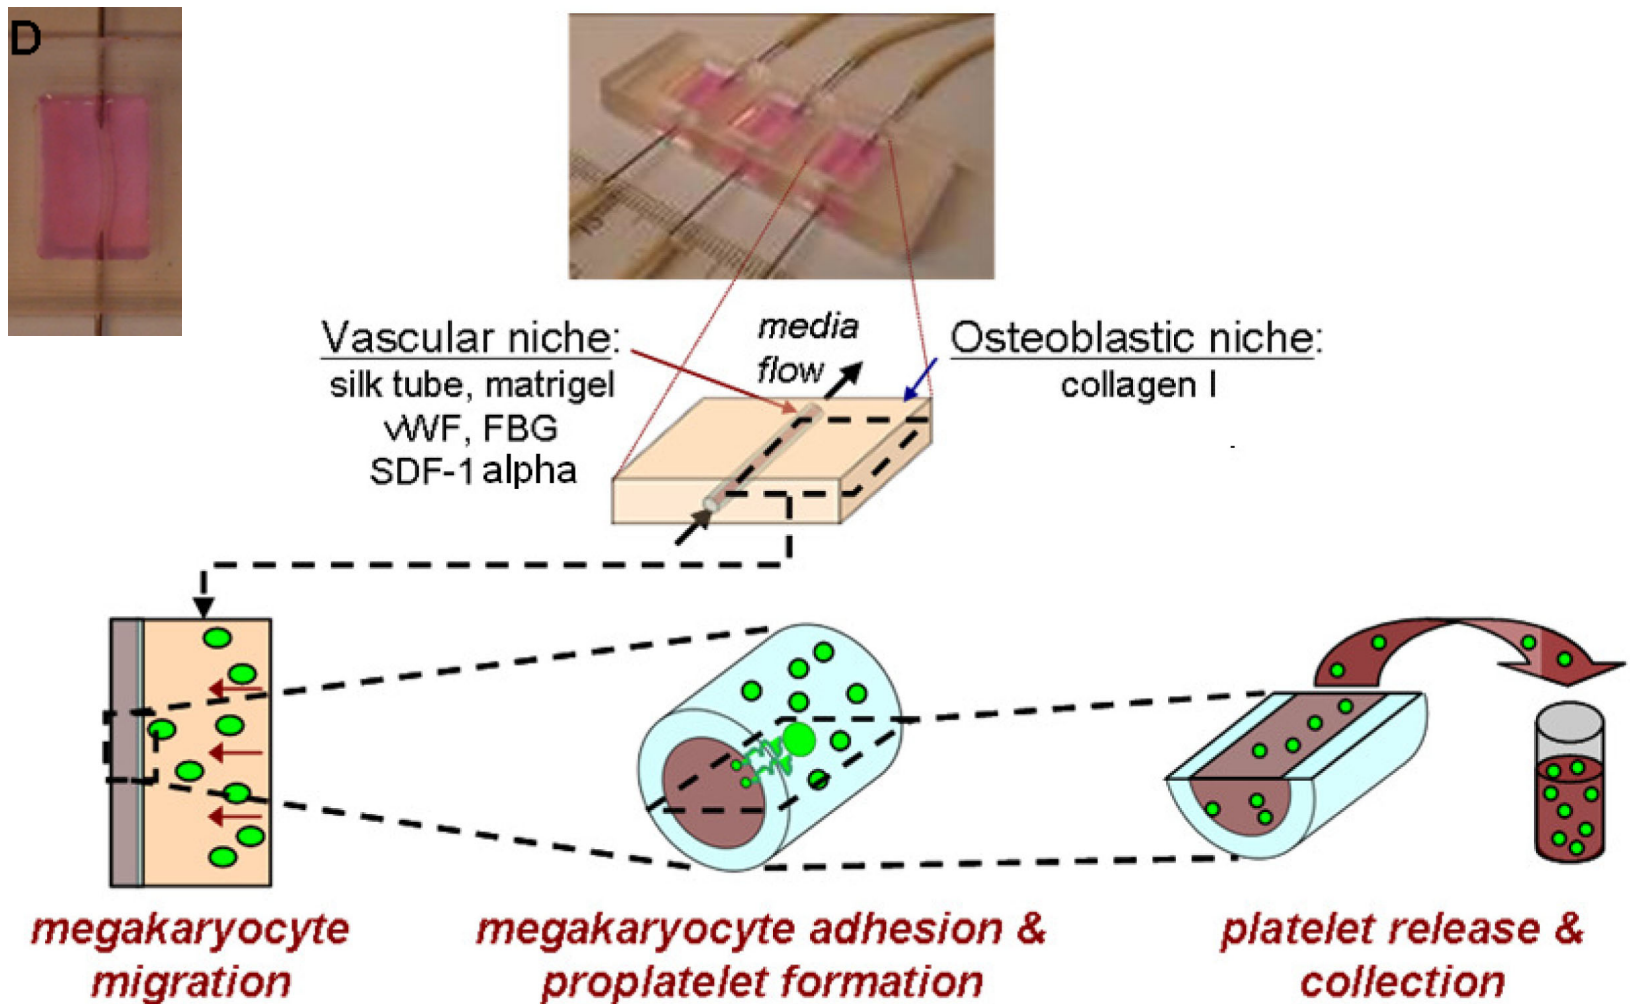 D
Vascular niche:
silk tube, matrigel
vWF, FBG
SDF-1 alpha
media
flow
Osteoblastic niche:
collagen I
megakaryocyte
migration
megakaryocyte adhesion &
proplatelet formation
platelet release &
collection